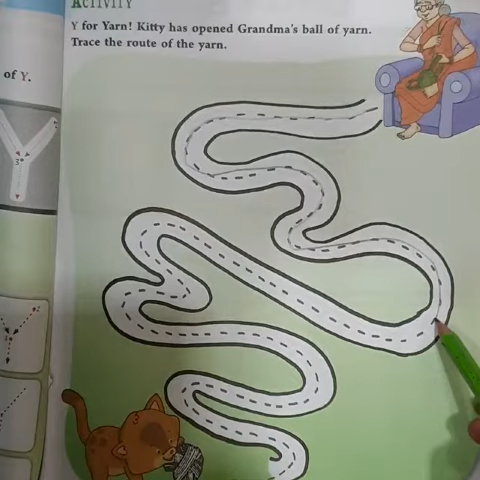 ACTIVITY
Y for Yarn! Kitty has opened Grandma's ball of yarn.
Trace the route of the yarn.
of Y.
Y